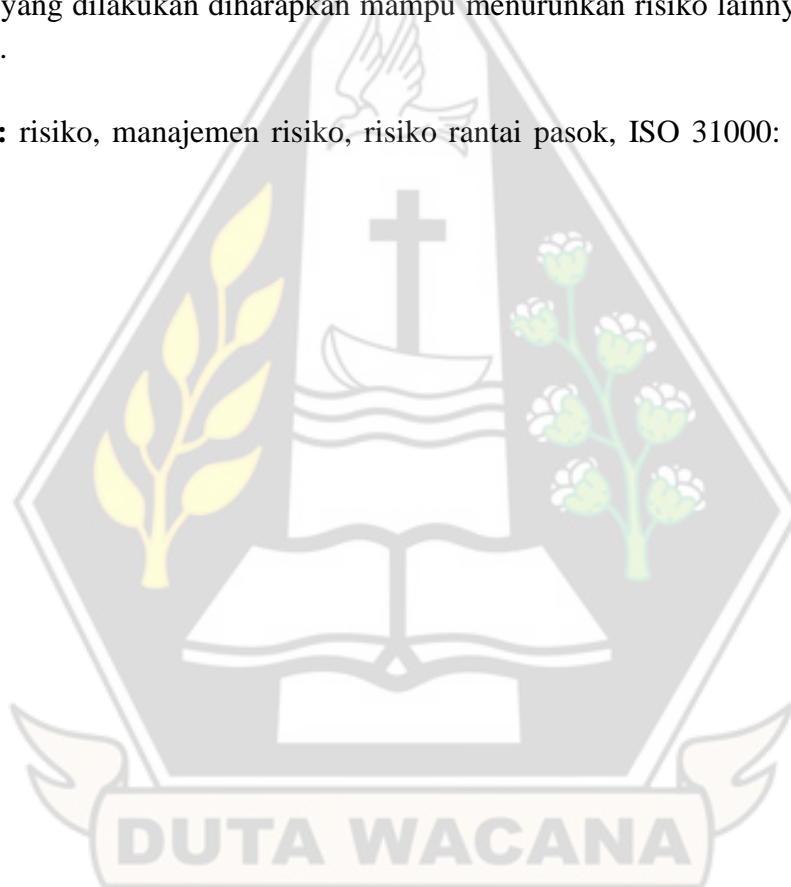 yang dilakukan diharapkan mampu menurunkan risiko lainny
.
: risiko, manajemen risiko, risiko rantai pasok, ISO 31000:
DUTA WACANA